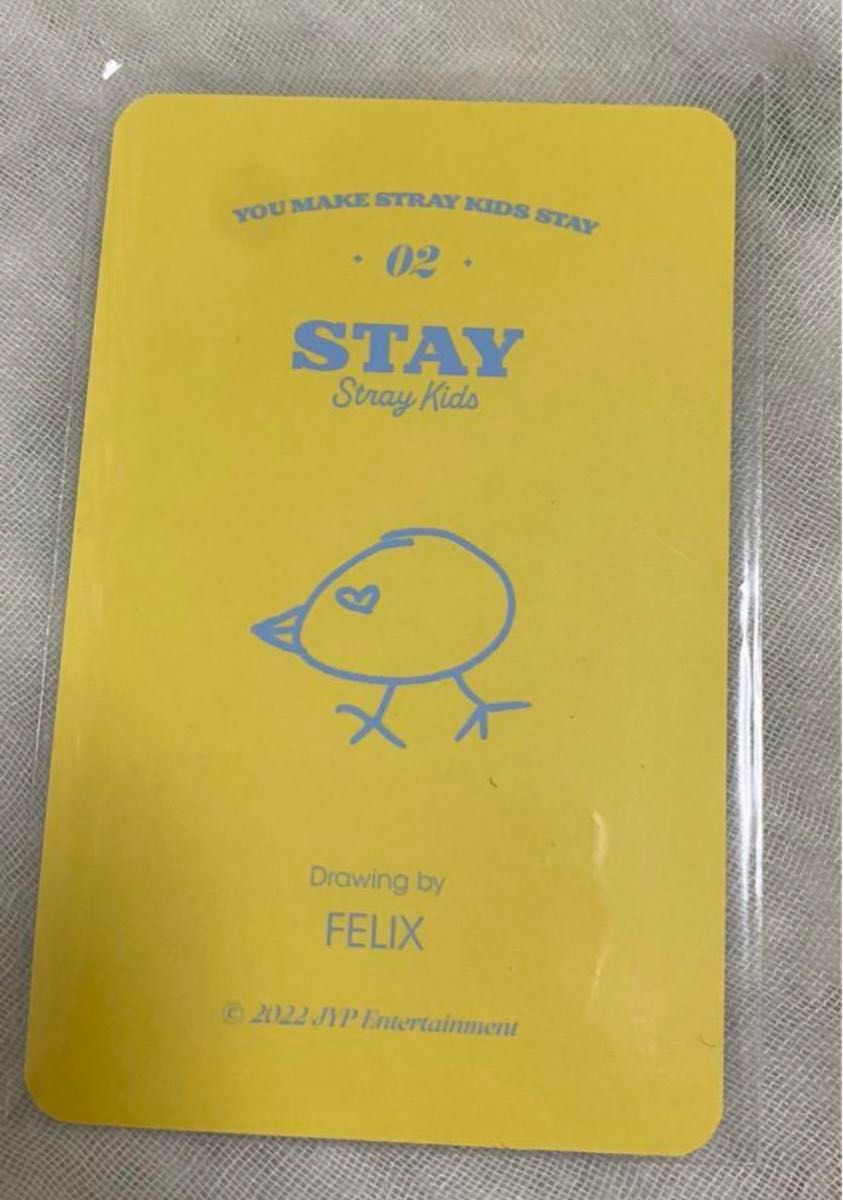 YOU MAKE STRAY KIDS STAY
02
STAY
Stray Kids
Drawing by
FELIX
© 2022 JYP Entertainment